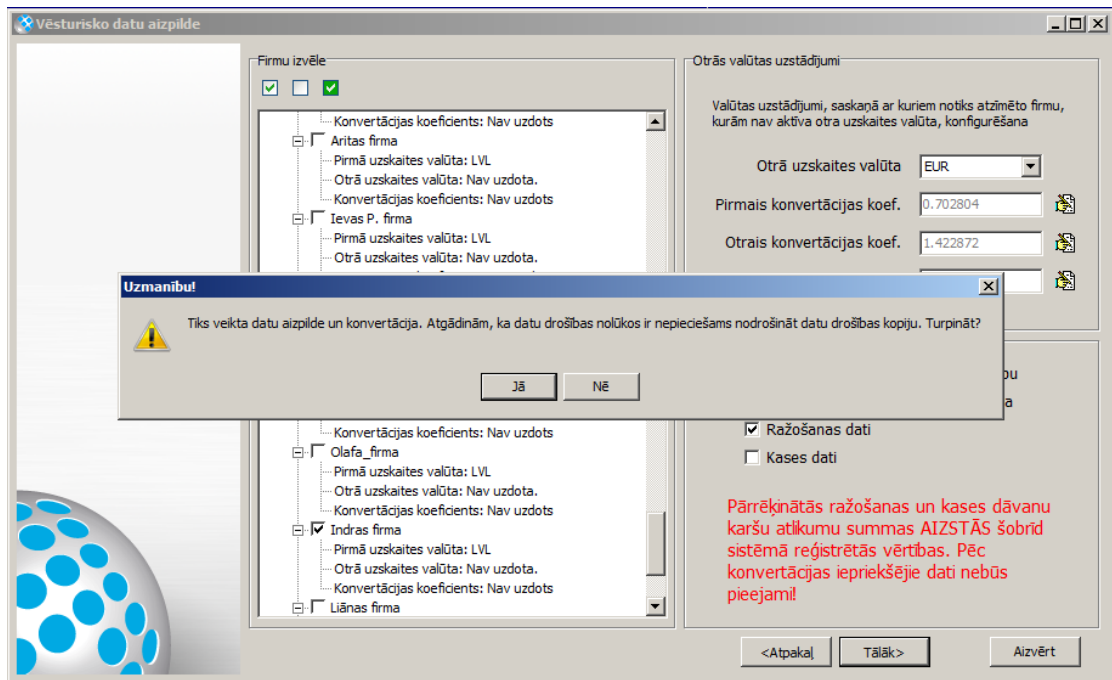 Vēsturisko datu aizpilde
Firmu izvēle
Konvertācijas koeficients: Nav uzdots
Aritas firma
Pirmā uzskaites valūta: LVL
Otrā uzskaites valūta: Nav uzdota.
Konvertācijas koeficients: Nav uzdots
Ievas P. firma
Pirmā uzskaites valūta: LVL
Otrā uzskaites valūta: Nav uzdota.
Otrās valūtas uzstādījumi
Valūtas uzstādījumi, saskaņā ar kuriem notiks atzīmēto firmu,
kurām nav aktīva otra uzskaites valūta, konfigurēšana
Otrā uzskaites valūta EUR
Pirmais konvertācijas koef. 0.702804
Otrais konvertācijas koef. 1.422872
Uzmanību!
Tiks veikta datu aizpilde un konvertācija. Atgādinām, ka datu drošības nolūkos ir nepieciešams nodrošināt datu drošības kopiju. Turpināt?
Jā Nē
Konvertācijas koeficients: Nav uzdots
Olafa_firma
Pirmā uzskaites valūta: LVL
Otrā uzskaites valūta: Nav uzdota.
Konvertācijas koeficients: Nav uzdots
Indras firma
Pirmā uzskaites valūta: LVL
Otrā uzskaites valūta: Nav uzdota.
Konvertācijas koeficients: Nav uzdots
Liānas firma
Ražošanas dati
Kases dati
Pārrēķinātās ražošanas un kases dāvanu
karšu atlikumu summas AIZSTĀS šobrīd
sistēmā reģistrētās vērtības. Pēc
konvertācijas iepriekšējie dati nebūs
pieejami!
<Atpakaļ Tālāk> Aizvērt